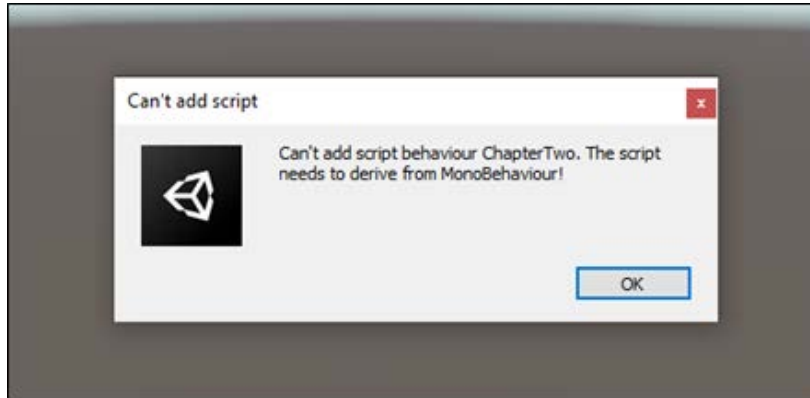 Can't add script
x
Can't add script behaviour ChapterTwo. The script
needs to derive from MonoBehaviour!
OK